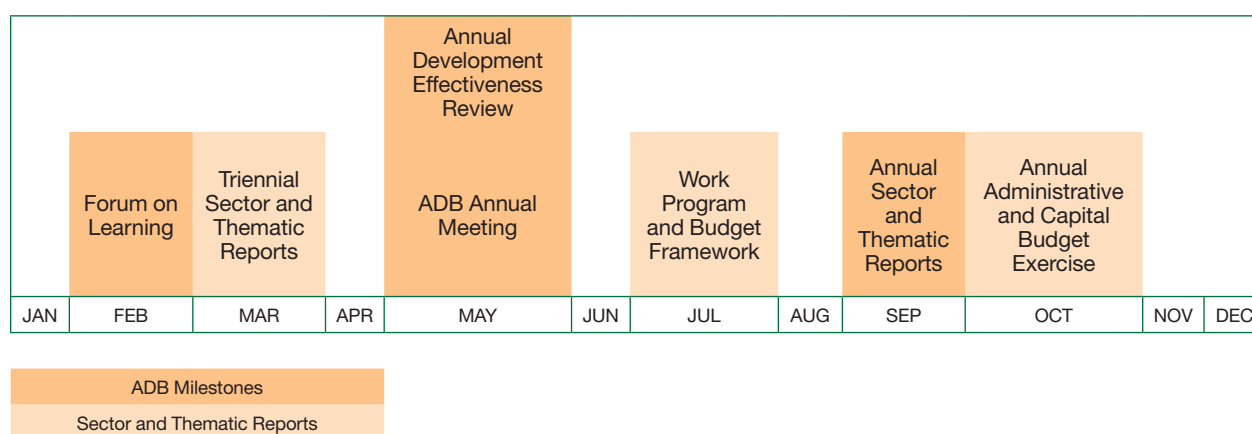 Annual
Development
Effectiveness
Review
Forum on
Learning
Triennial
Sector and
Thematic
Reports
ADB Annual
Meeting
Work
Program
and Budget
Framework
Annual
Sector
and
Thematic
Reports
Annual
Administrative
and Capital
Budget
Exercise
JAN FEB MAR APR MAY JUN JUL AUG SEP OCT NOV DEC
ADB Milestones
Sector and Thematic Reports